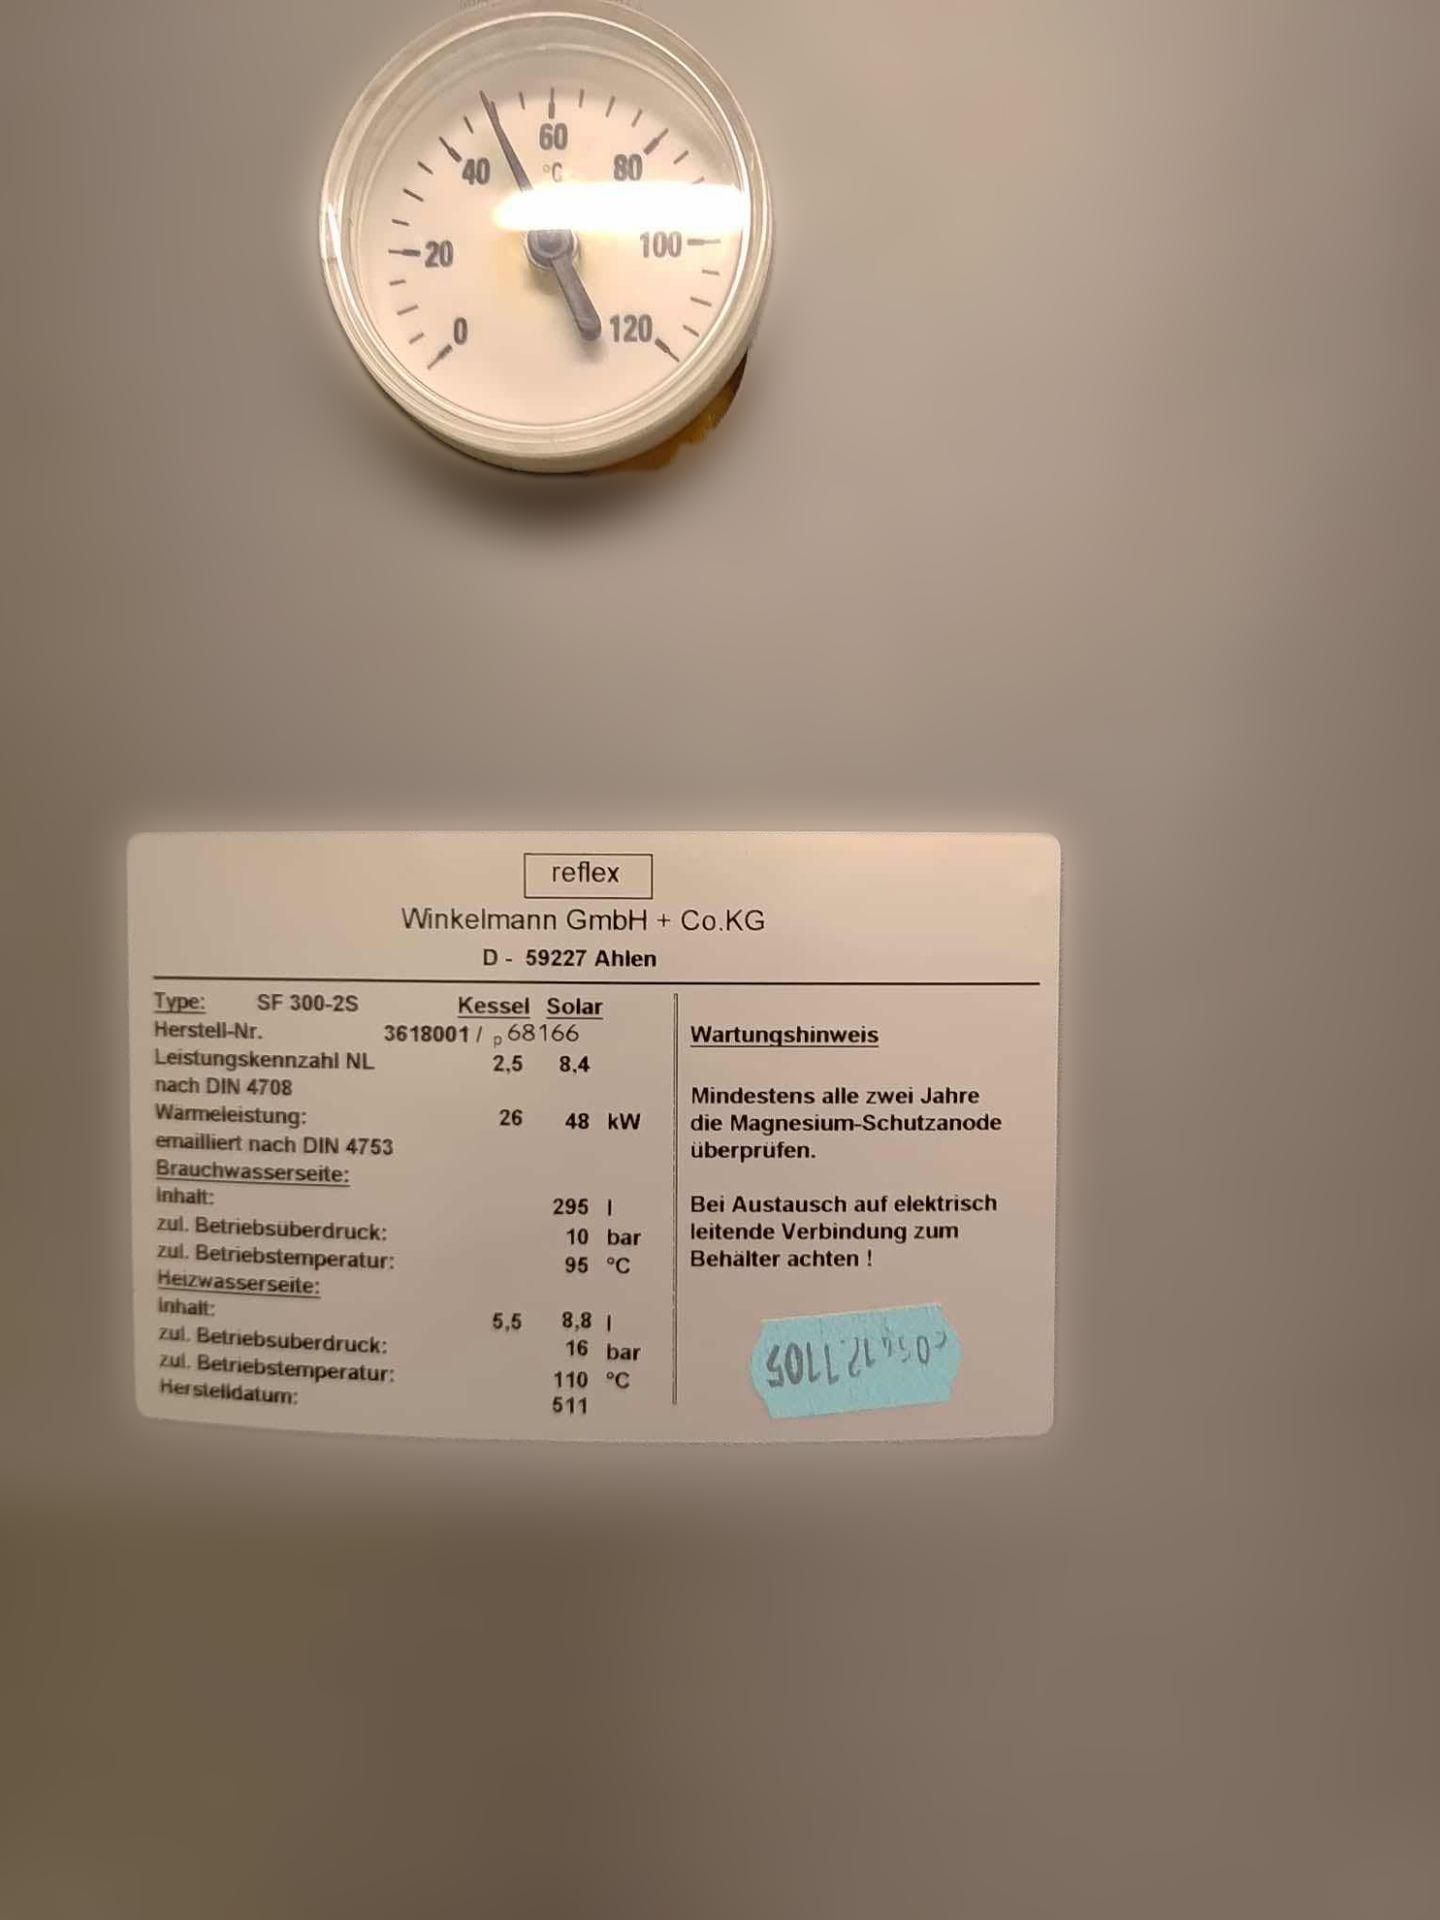 60
40
°C
80
20
100
0
120
reflex
Winkelmann GmbH + Co.KG
D - 59227 Ahlen
Type: SF 300-2S Kessel Solar
Herstell-Nr. 3618001 / p 68166
Leistungskennzahl NL 2,5 8,4
nach DIN 4708
Wärmeleistung: 26 48 kW
emailliert nach DIN 4753
Brauchwasserseite:
Inhalt: 295 l
zul. Betriebsüberdruck: 10 bar
zul. Betriebstemperatur: 95 °C
Heizwasserseite:
Inhalt: 5,5 8,8 l
zul. Betriebsüberdruck: 16 bar
zul. Betriebstemperatur: 110 °C
Herstelldatum: 511
Wartungshinweis
Mindestens alle zwei Jahre
die Magnesium-Schutzanode
überprüfen.
Bei Austausch auf elektrisch
leitende Verbindung zum
Behälter achten !